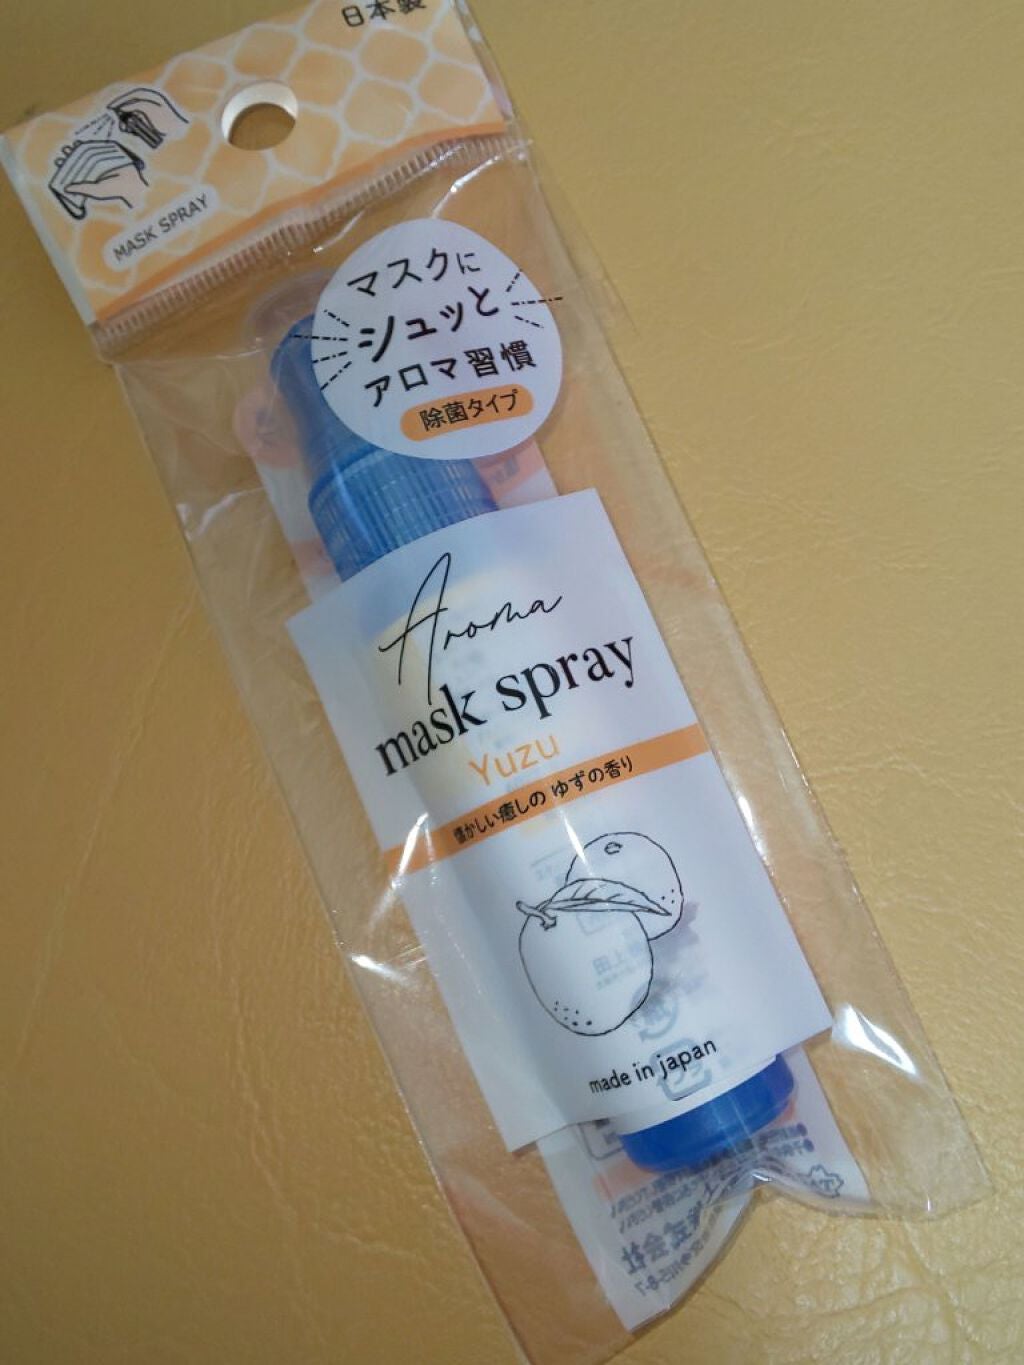 日本製
MASK SPRAY
マスクに
シュッと
アロマ習慣
除菌タイプ
Aroma
mask spray
Yuzu
懐かしい癒しの ゆずの香り
made in japan